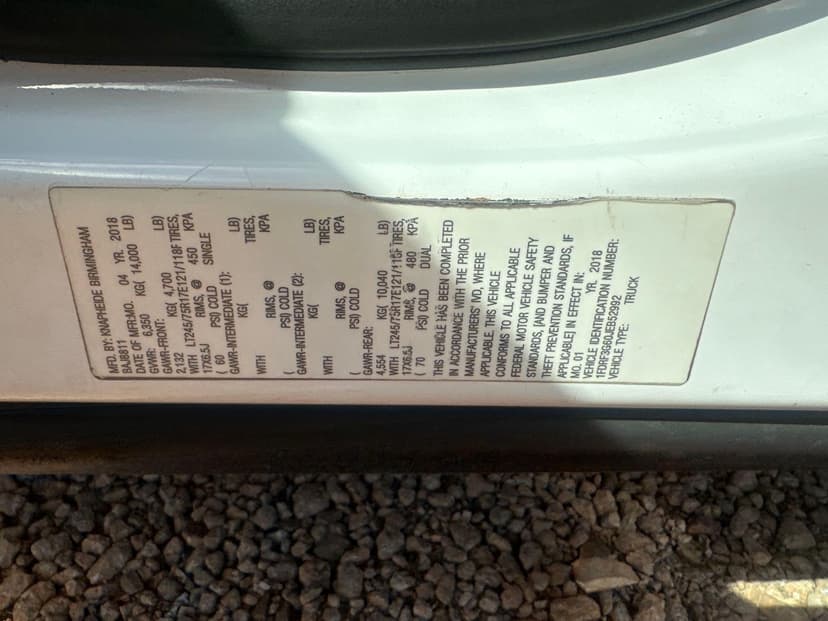 MFD. BY: KNAPHEIDE BIRMINGHAM
BAJ8811
DATE OF MFR:MO. 04 YR. 2018
GVWR: 6,350 KG( 14,000 LB)
GAWR-FRONT:
2,132 KG( 4,700 LB)
WITH LT245/75R17E121/118F TIRES,
17X6.5J RIMS, @ 450 KPA
( 60 PSI) COLD SINGLE
GAWR-INTERMEDIATE (1):
KG( LB)
WITH TIRES,
RIMS, @ KPA
( PSI) COLD
GAWR-INTERMEDIATE (2):
KG( LB)
WITH TIRES,
RIMS, @ KPA
( PSI) COLD
GAWR-REAR:
4,554 KG( 10,040 LB)
WITH LT245/75R17E121/115F TIRES,
17X6.5J RIMS, @ 480 KPA
( 70 PSI) COLD DUAL
THIS VEHICLE HAS BEEN COMPLETED
IN ACCORDANCE WITH THE PRIOR
MANUFACTURERS' IVD, WHERE
APPLICABLE. THIS VEHICLE
CONFORMS TO ALL APPLICABLE
FEDERAL MOTOR VEHICLE SAFETY
STANDARDS, [AND BUMPER AND
THEFT PREVENTION STANDARDS, IF
APPLICABLE] IN EFFECT IN:
MO. 01 YR. 2018
VEHICLE IDENTIFICATION NUMBER:
1FDRF3G60JEB52992
VEHICLE TYPE: TRUCK